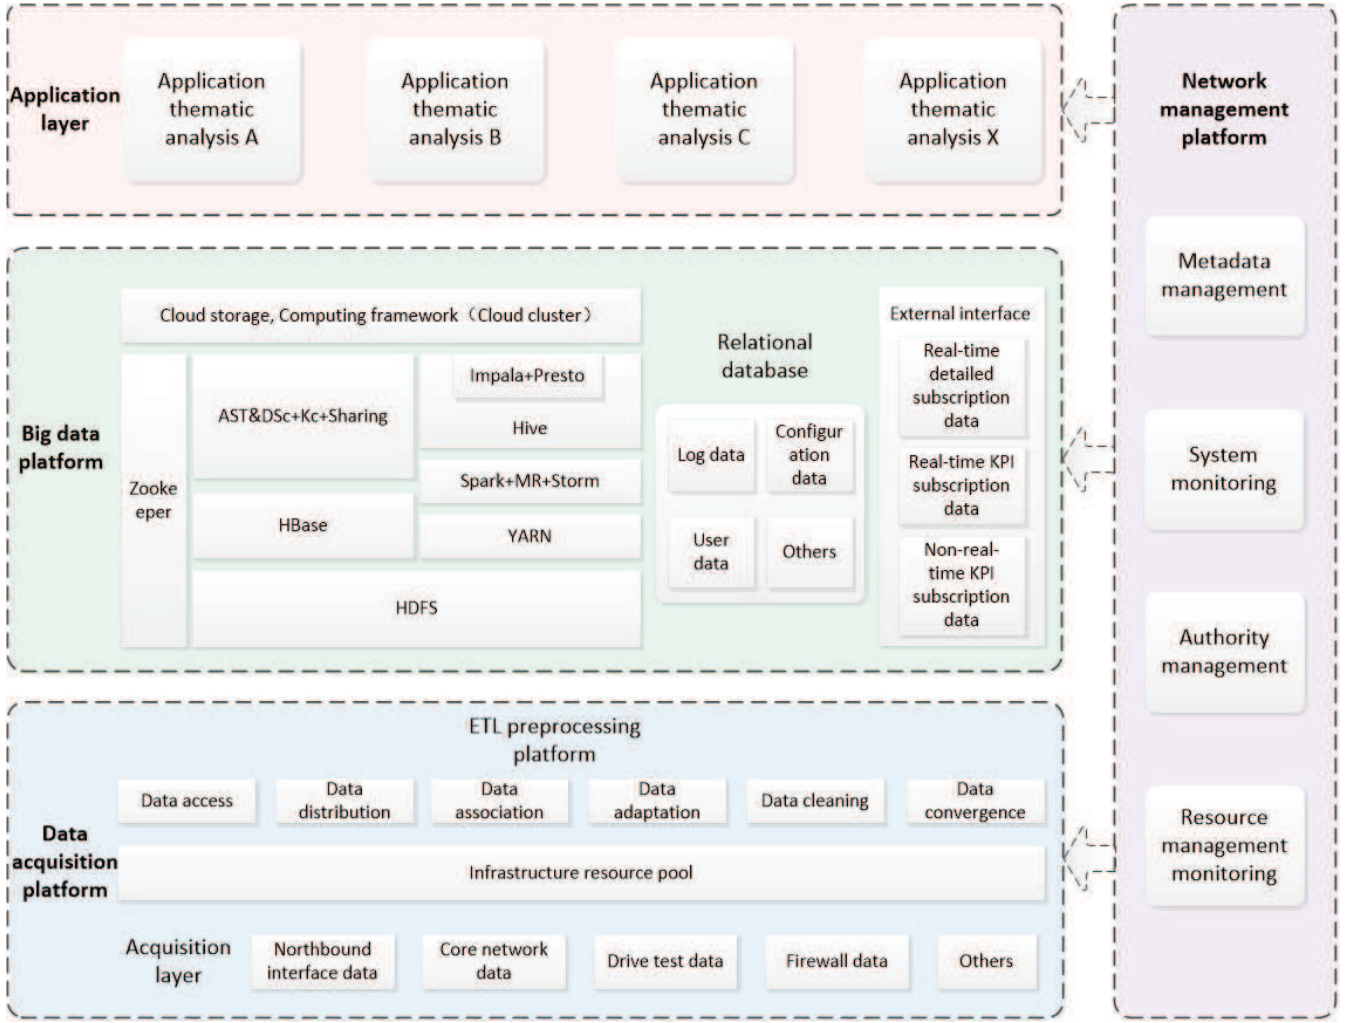 Application
layer
Application
thematic
analysis A
Application
thematic
analysis B
Application
thematic
analysis C
Application
thematic
analysis X
Network
management
platform
Metadata
management
System
monitoring
Authority
management
Resource
management
monitoring
Big data
platform
Cloud storage, Computing framework（Cloud cluster）
Zooke
eper
AST&DSc+Kc+Sharing
Impala+Presto
Hive
Spark+MR+Storm
HBase
YARN
HDFS
Relational
database
Log data
Configur
ation
data
User
data
Others
External interface
Real-time
detailed
subscription
data
Real-time KPI
subscription
data
Non-real-
time KPI
subscription
data
Data
acquisition
platform
ETL preprocessing
platform
Data access
Data
distribution
Data
association
Data
adaptation
Data cleaning
Data
convergence
Infrastructure resource pool
Acquisition
layer
Northbound
interface data
Core network
data
Drive test data
Firewall data
Others